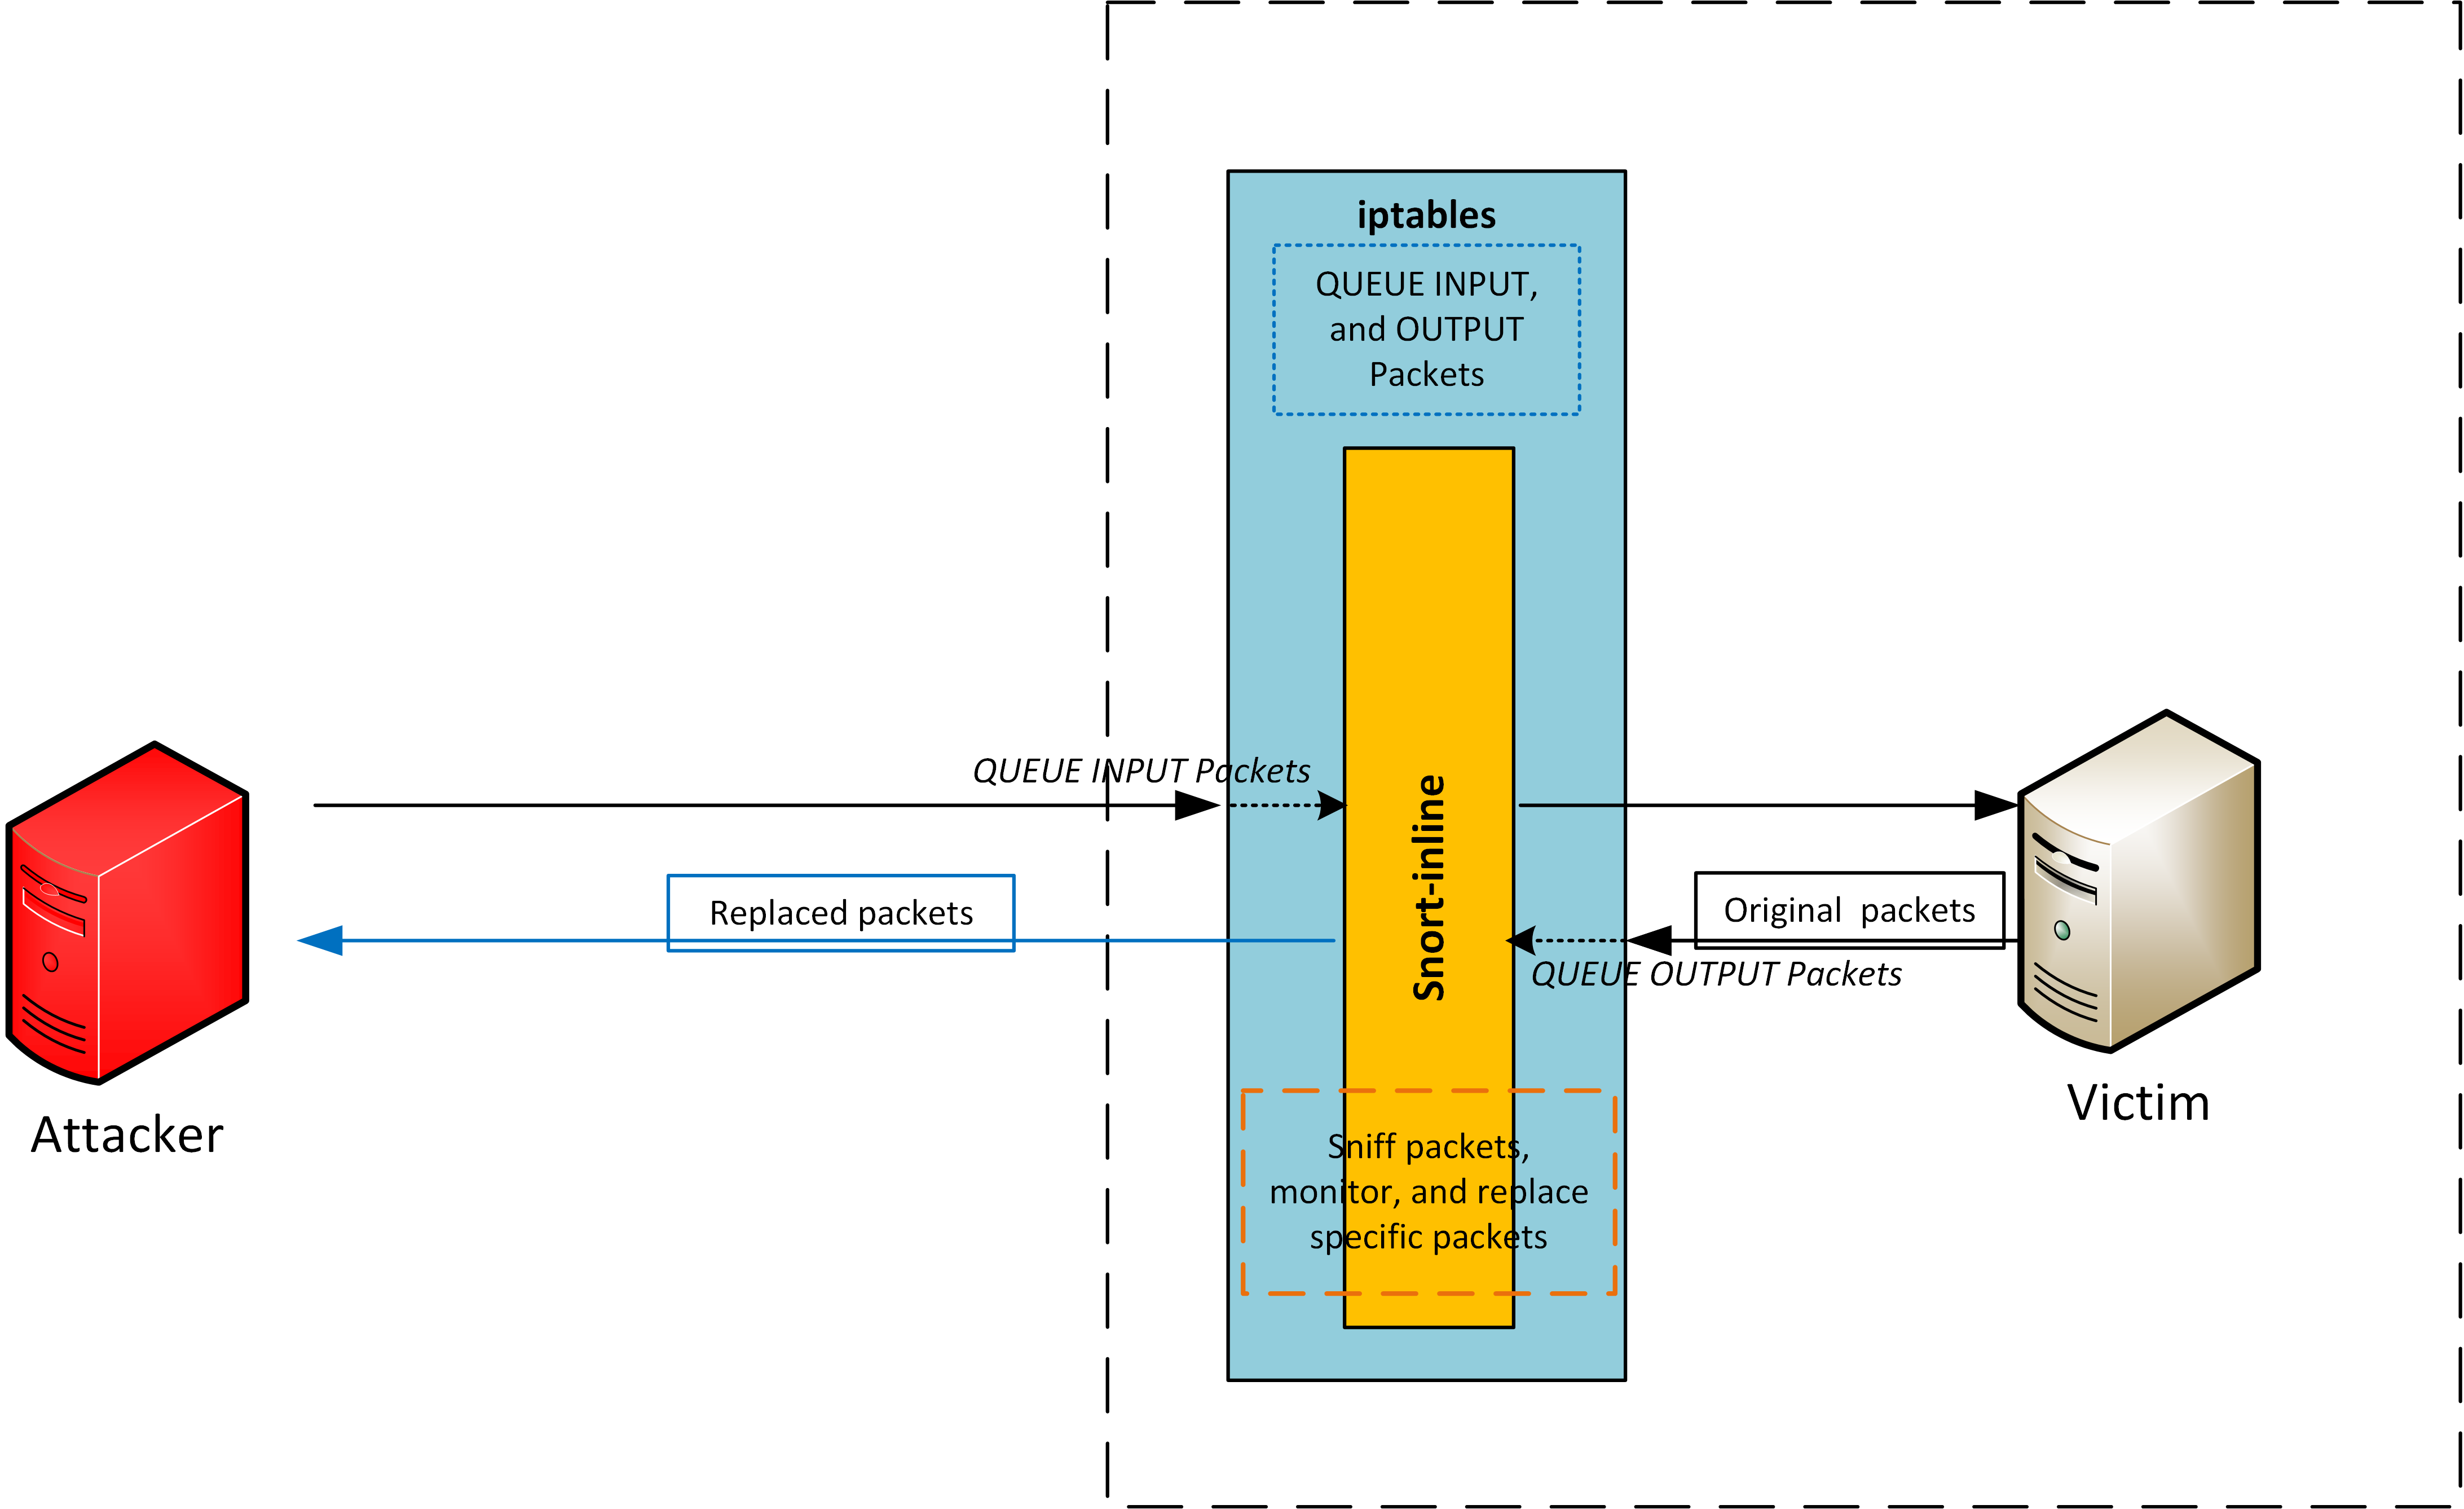 iptables
QUEUE INPUT,
and OUTPUT
Packets
QUEUE INPUT Packets
Snort-inline
Replaced packets
Original  packets
QUEUE OUTPUT Packets
Attacker
Victim
Sniff packets,
monitor, and replace
specific packets